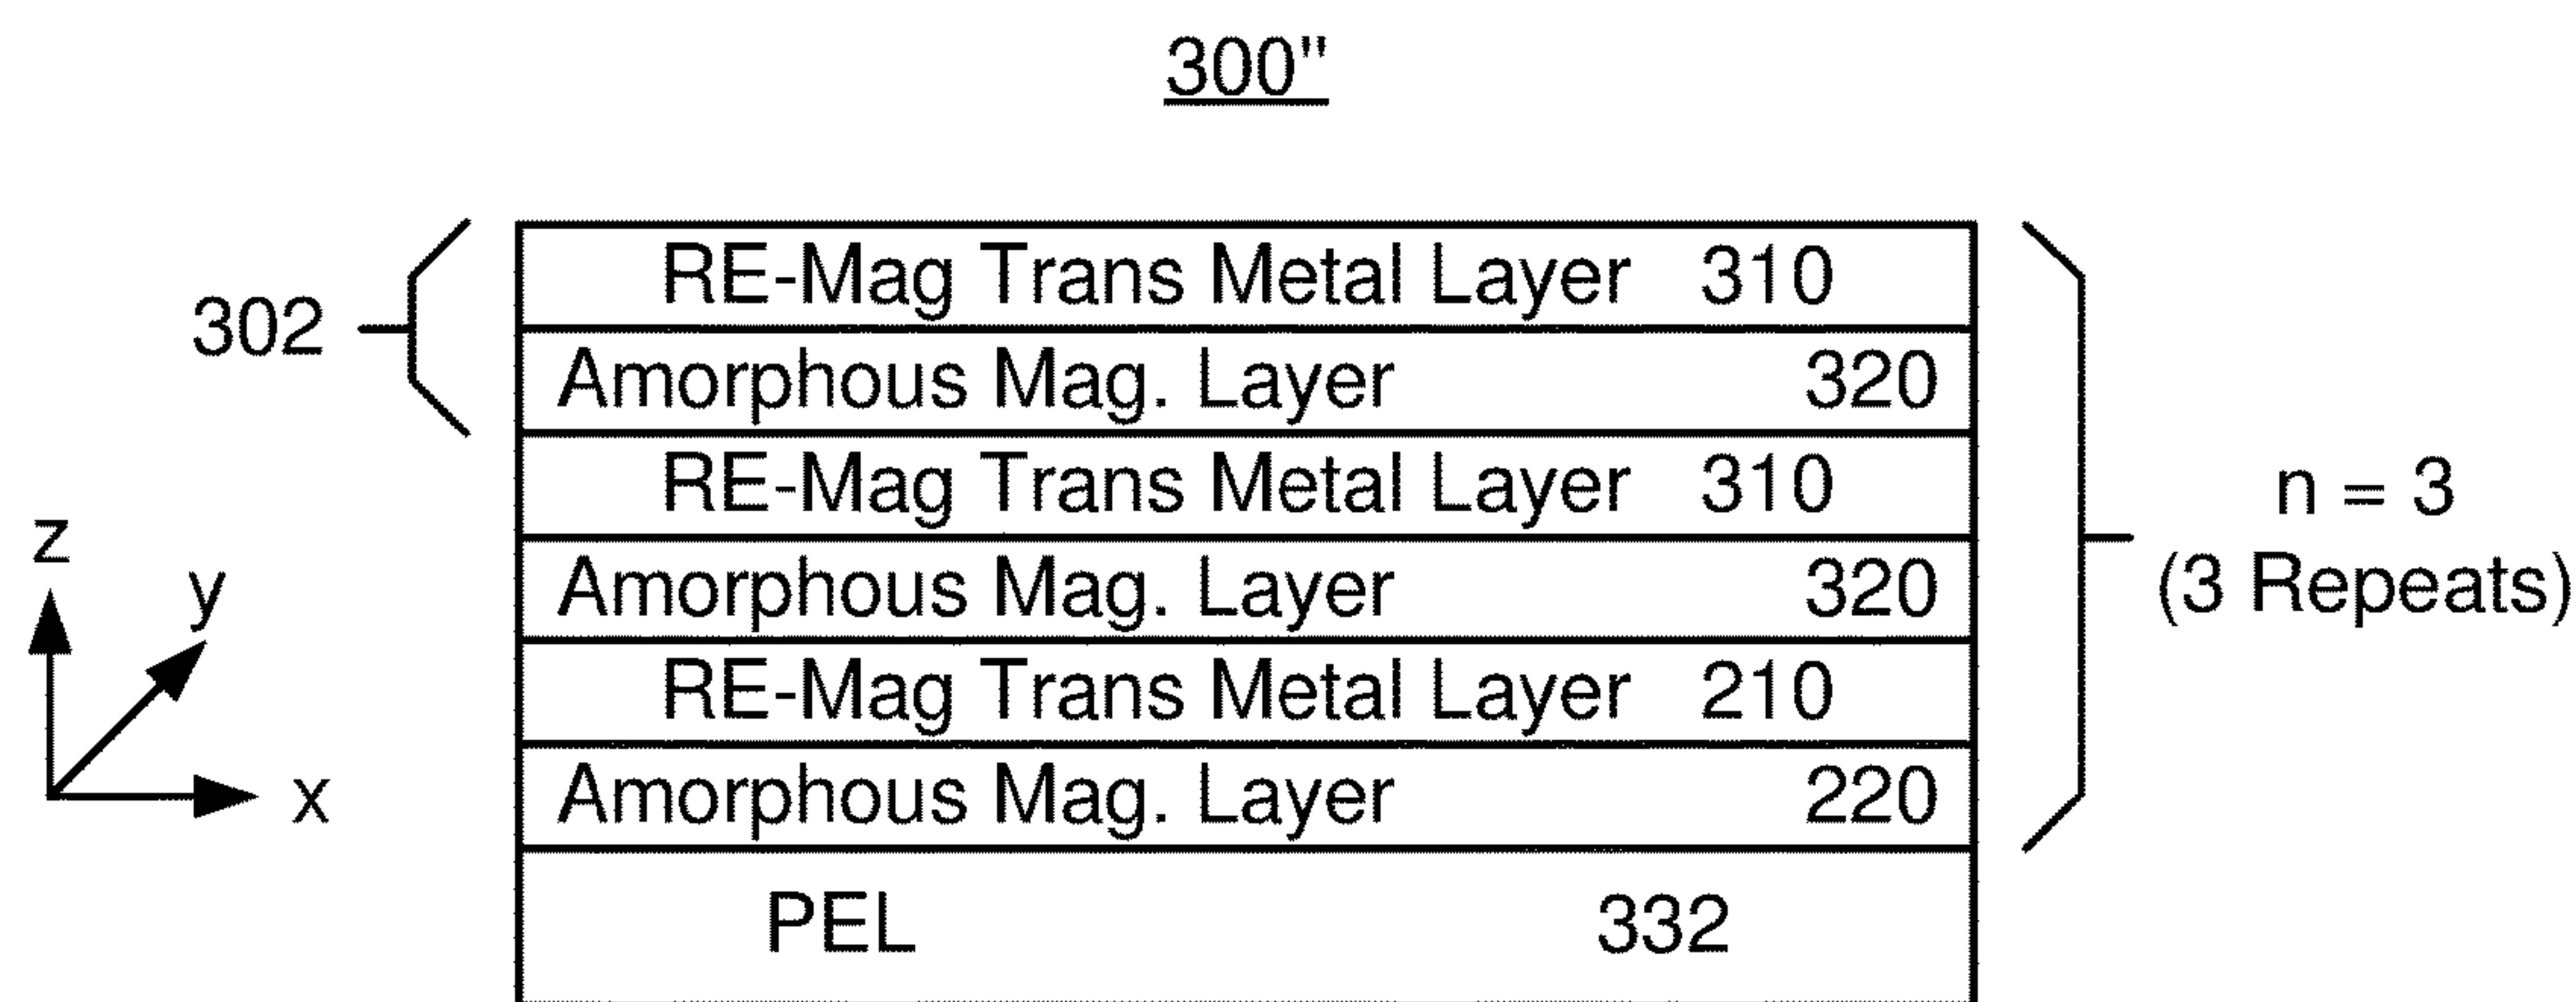 300"
RE-Mag Trans Metal Layer 310
302
Amorphous Mag. Layer 320
RE-Mag Trans Metal Layer 310
n = 3
Amorphous Mag. Layer 320
(3 Repeats)
z
y
RE-Mag Trans Metal Layer 210
Amorphous Mag. Layer 220
x
PEL 332